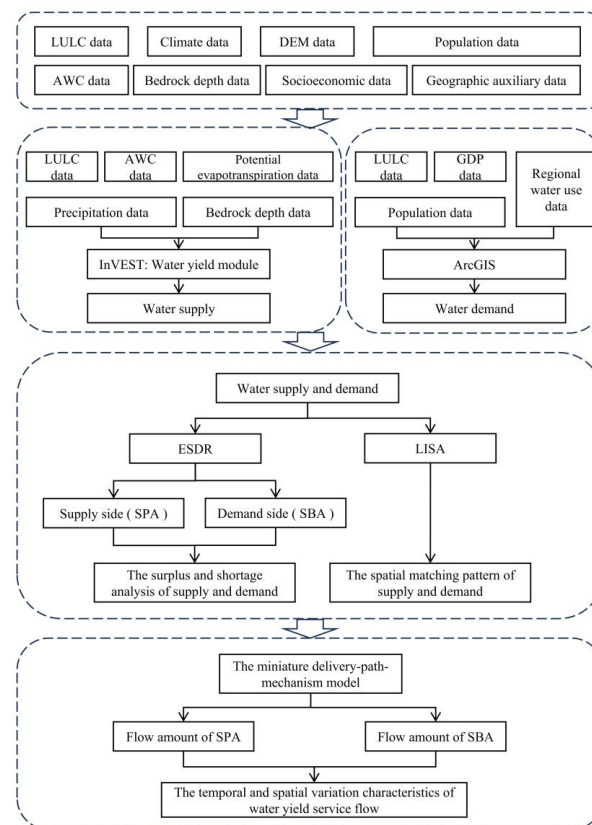 LULC data
Climate data
DEM data
Population data
AWC data
Bedrock depth data
Socioeconomic data
Geographic auxiliary data
LULC
data
AWC
data
Potential
evapotranspiration data
Precipitation data
Bedrock depth data
InVEST: Water yield module
Water supply
LULC
data
GDP
data
Regional
water use
data
Population data
ArcGIS
Water demand
Water supply and demand
ESDR
LISA
Supply side ( SPA )
Demand side ( SBA )
The surplus and shortage
analysis of supply and demand
The spatial matching pattern of
supply and demand
The miniature delivery-path-
mechanism model
Flow amount of SPA
Flow amount of SBA
The temporal and spatial variation characteristics of
water yield service flow